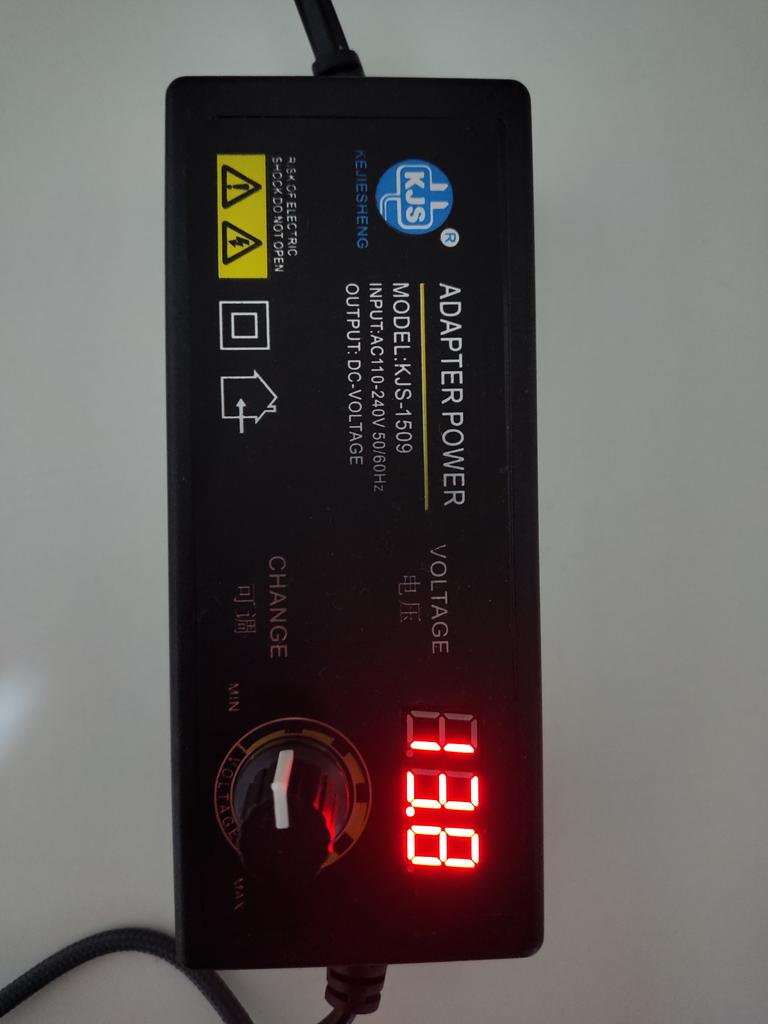 KJS®
KEJIESHENG
RISK OF ELECTRIC
SHOCK DO NOT OPEN
ADAPTER POWER
MODEL:KJS-1509
INPUT:AC110-240V 50/60Hz
OUTPUT: DC-VOLTAGE
VOLTAGE
电压
13.8
CHANGE
可调
MIN
VOLTAGE
MAX